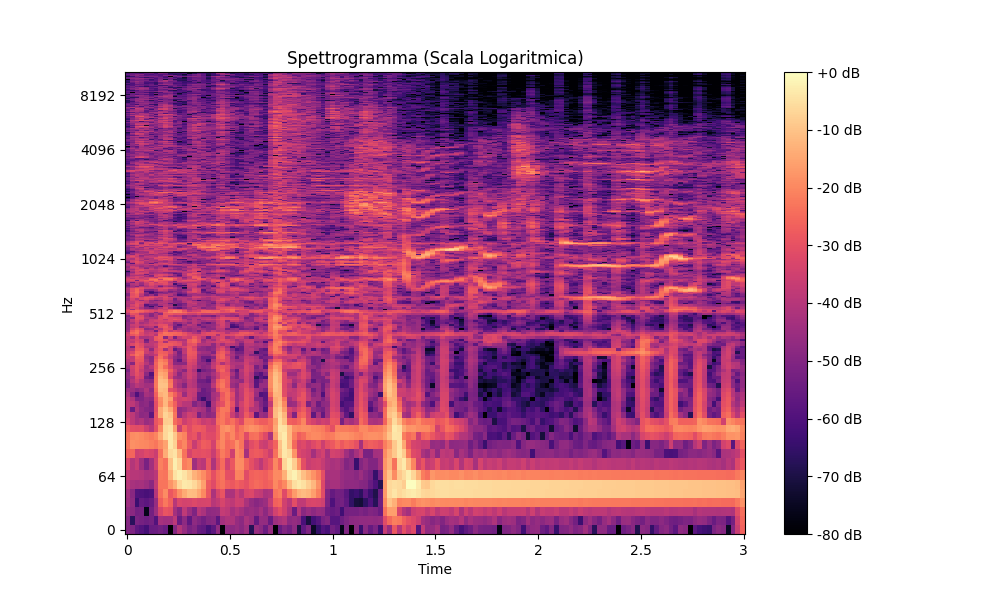 Spettrogramma (Scala Logaritmica)
8192
4096
2048
1024
512
256
128
64
0
Hz
0
0.5
1
1.5
2
2.5
3
Time
+0 dB
-10 dB
-20 dB
-30 dB
-40 dB
-50 dB
-60 dB
-70 dB
-80 dB